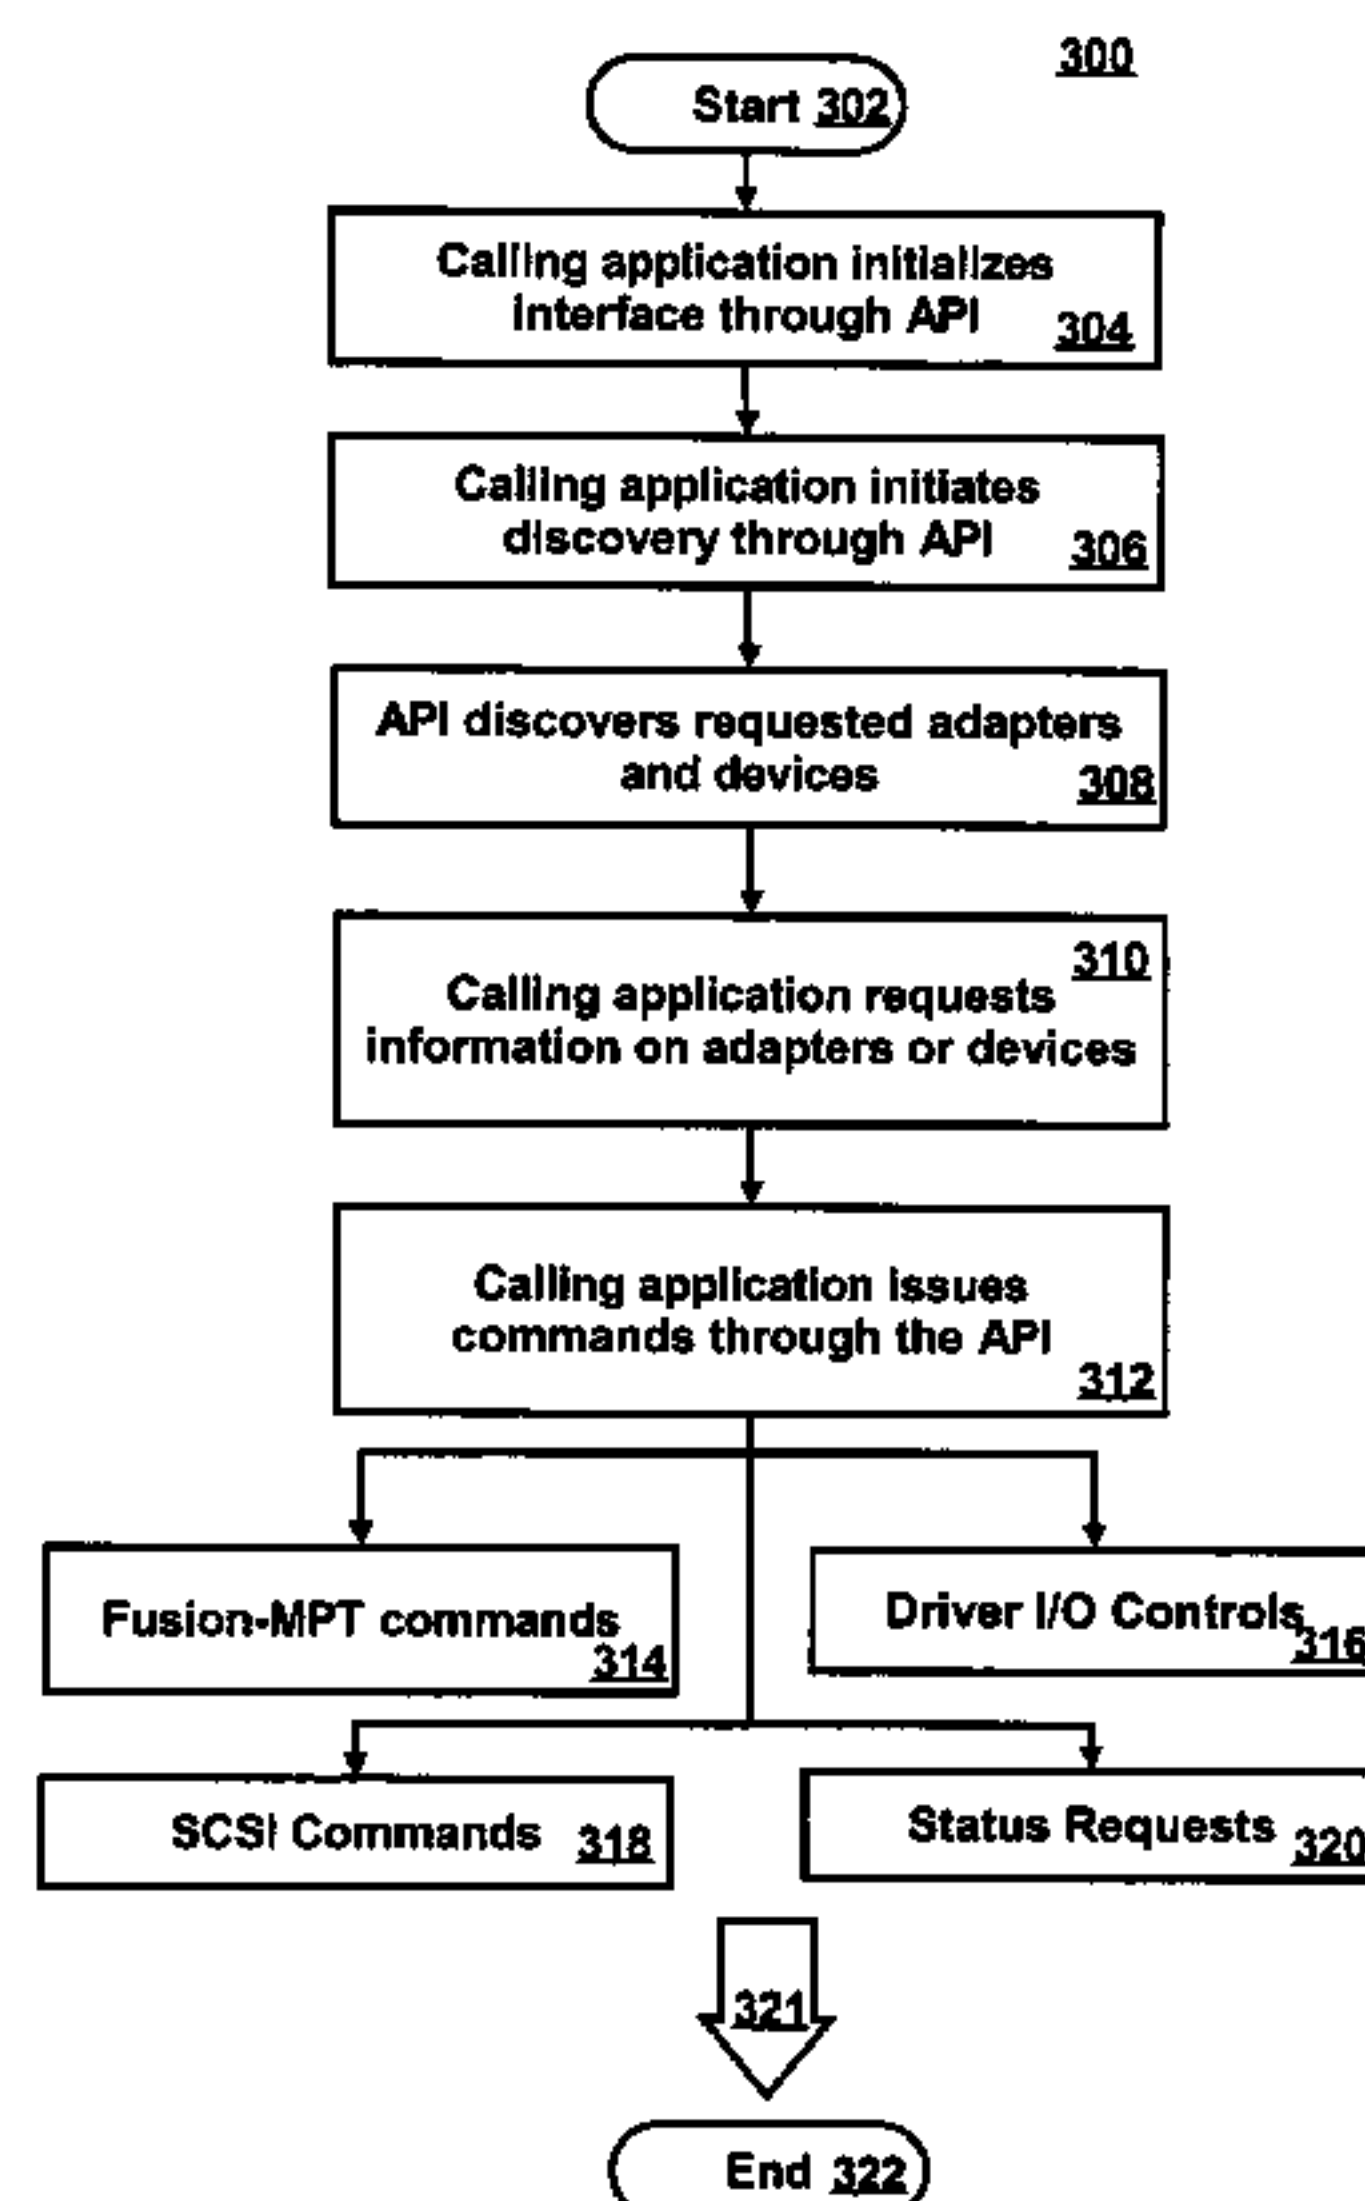 300
Start 302
Calling application initializes
interface through API
304
Calling application initiates
discovery through API
306
API discovers requested adapters
and devices
308
310
Calling application requests
information on adapters or devices
Calling application issues
commands through the API
312
Fusion-MPT commands
314
Driver I/O Controls
316
SCSI Commands 318
Status Requests 320
321
End 322